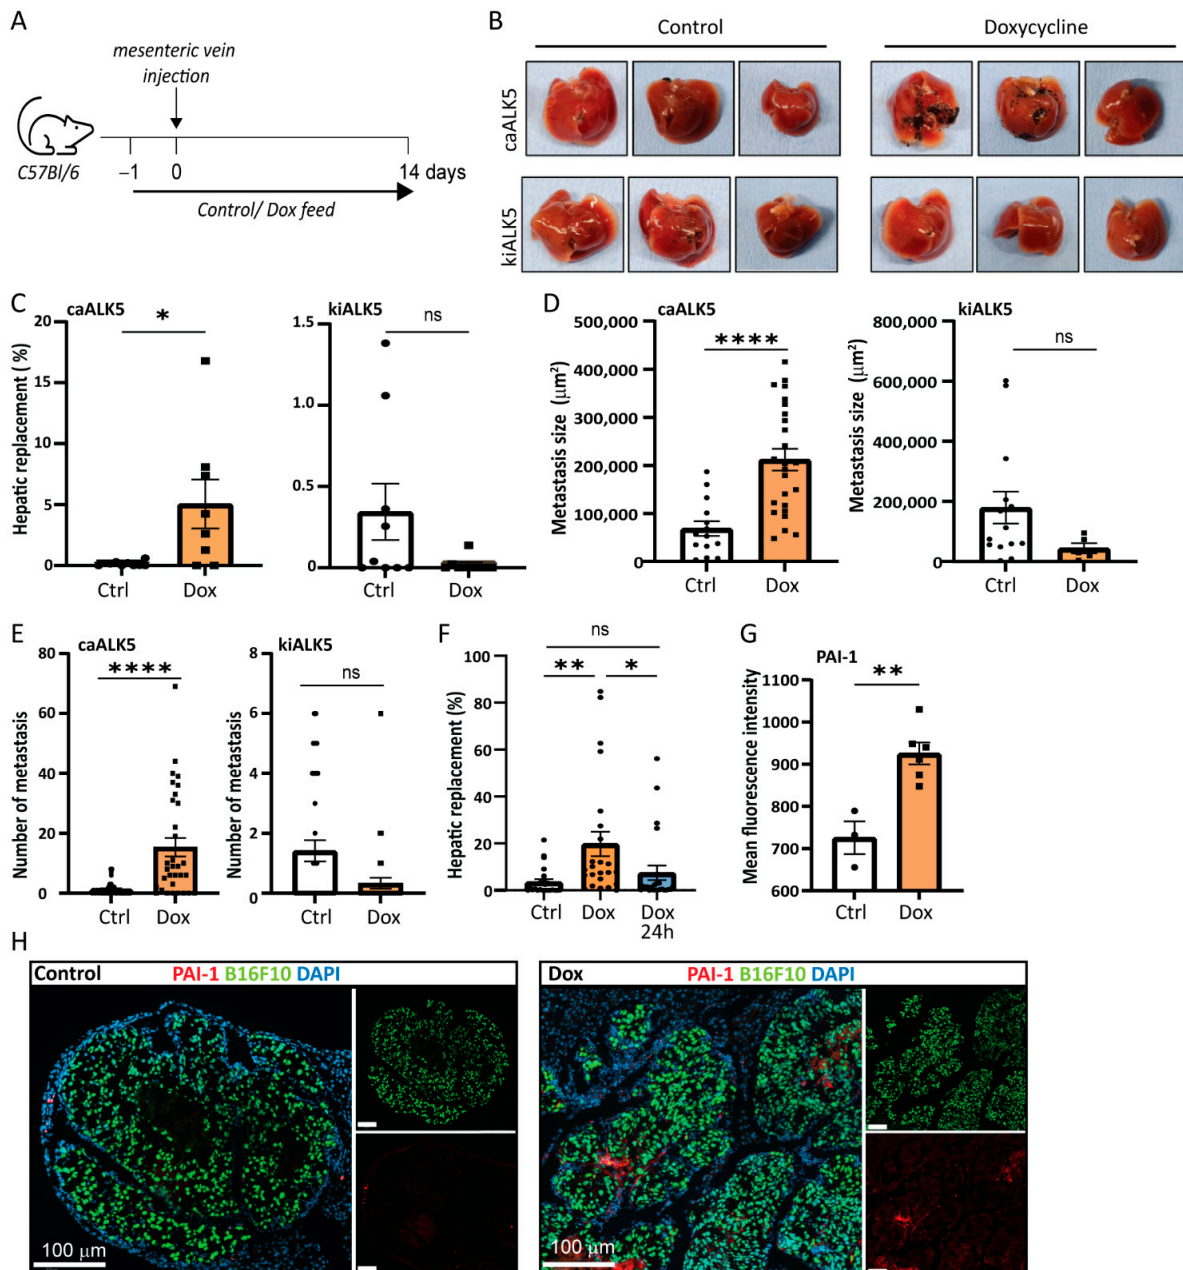 A
mesenteric vein
injection
C57Bl/6
−1
0
14 days
Control/ Dox feed
B
Control
Doxycycline
caALK5
kiALK5
C
caALK5
*
Hepatic replacement (%)
20
15
10
5
0
Ctrl
Dox
kiALK5
ns
1.5
1.0
0.5
0
Ctrl
Dox
D
caALK5
****
Metastasis size (μm²)
500,000
400,000
300,000
200,000
100,000
0
Ctrl
Dox
kiALK5
ns
Metastasis size (μm²)
800,000
600,000
400,000
200,000
0
Ctrl
Dox
E
caALK5
****
Number of metastasis
80
60
40
20
0
Ctrl
Dox
kiALK5
ns
Number of metastasis
8
6
4
2
0
Ctrl
Dox
F
ns
**
*
Hepatic replacement (%)
100
80
60
40
20
0
Ctrl
Dox
Dox
24h
G
PAI-1
**
Mean fluorescence intensity
1100
1000
900
800
700
600
Ctrl
Dox
H
Control
PAI-1 B16F10 DAPI
100 μm
Dox
PAI-1 B16F10 DAPI
100 μm